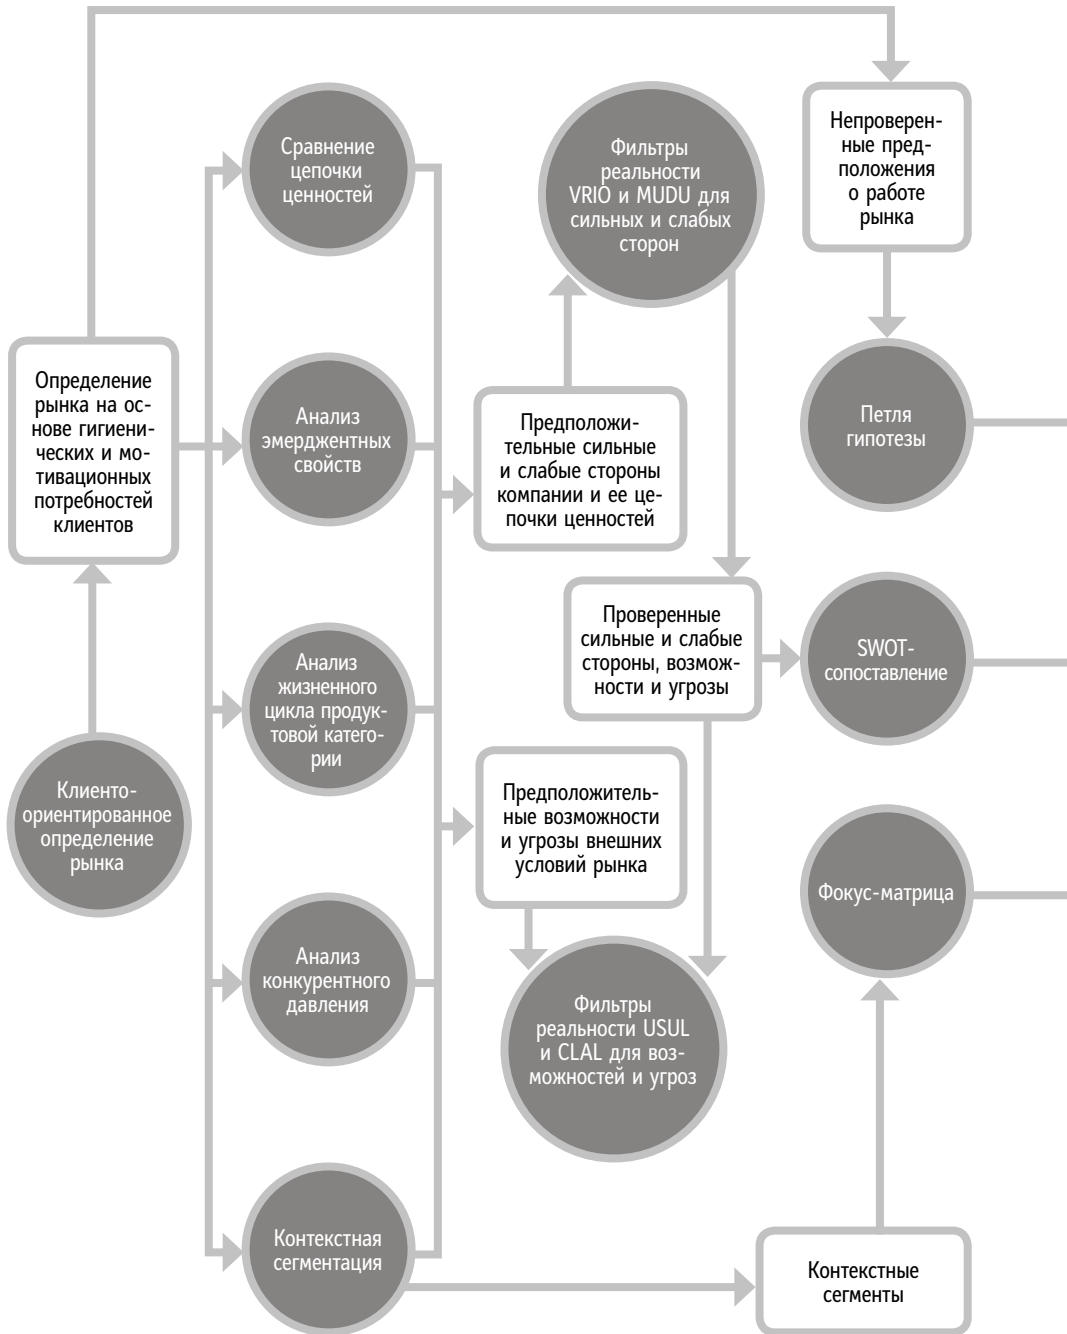 Сравнение
цепочки
ценностей
Фильтры
реальности
VRIO и MUDU для
сильных и слабых
сторон
Непроверен-
ные пред-
положения
о работе
рынка
Определение
рынка на ос-
нове гигиени-
ческих и мо-
тивационных
потребностей
клиентов
Анализ
эмерджентных
свойств
Предположи-
тельные сильные
и слабые стороны
компании и ее це-
почки ценностей
Петля
гипотезы
Проверенные
сильные и слабые
стороны, возмож-
ности и угрозы
SWOT-
сопоставление
Анализ
жизненного
цикла продук-
товой катего-
рии
Клиенто-
ориентированное
определение
рынка
Предположитель-
ные возможности
и угрозы внешних
условий рынка
Фокус-матрица
Анализ
конкурентного
давления
Фильтры
реальности USUL
и CLAL для воз-
можностей и угроз
Контекстная
сегментация
Контекстные
сегменты